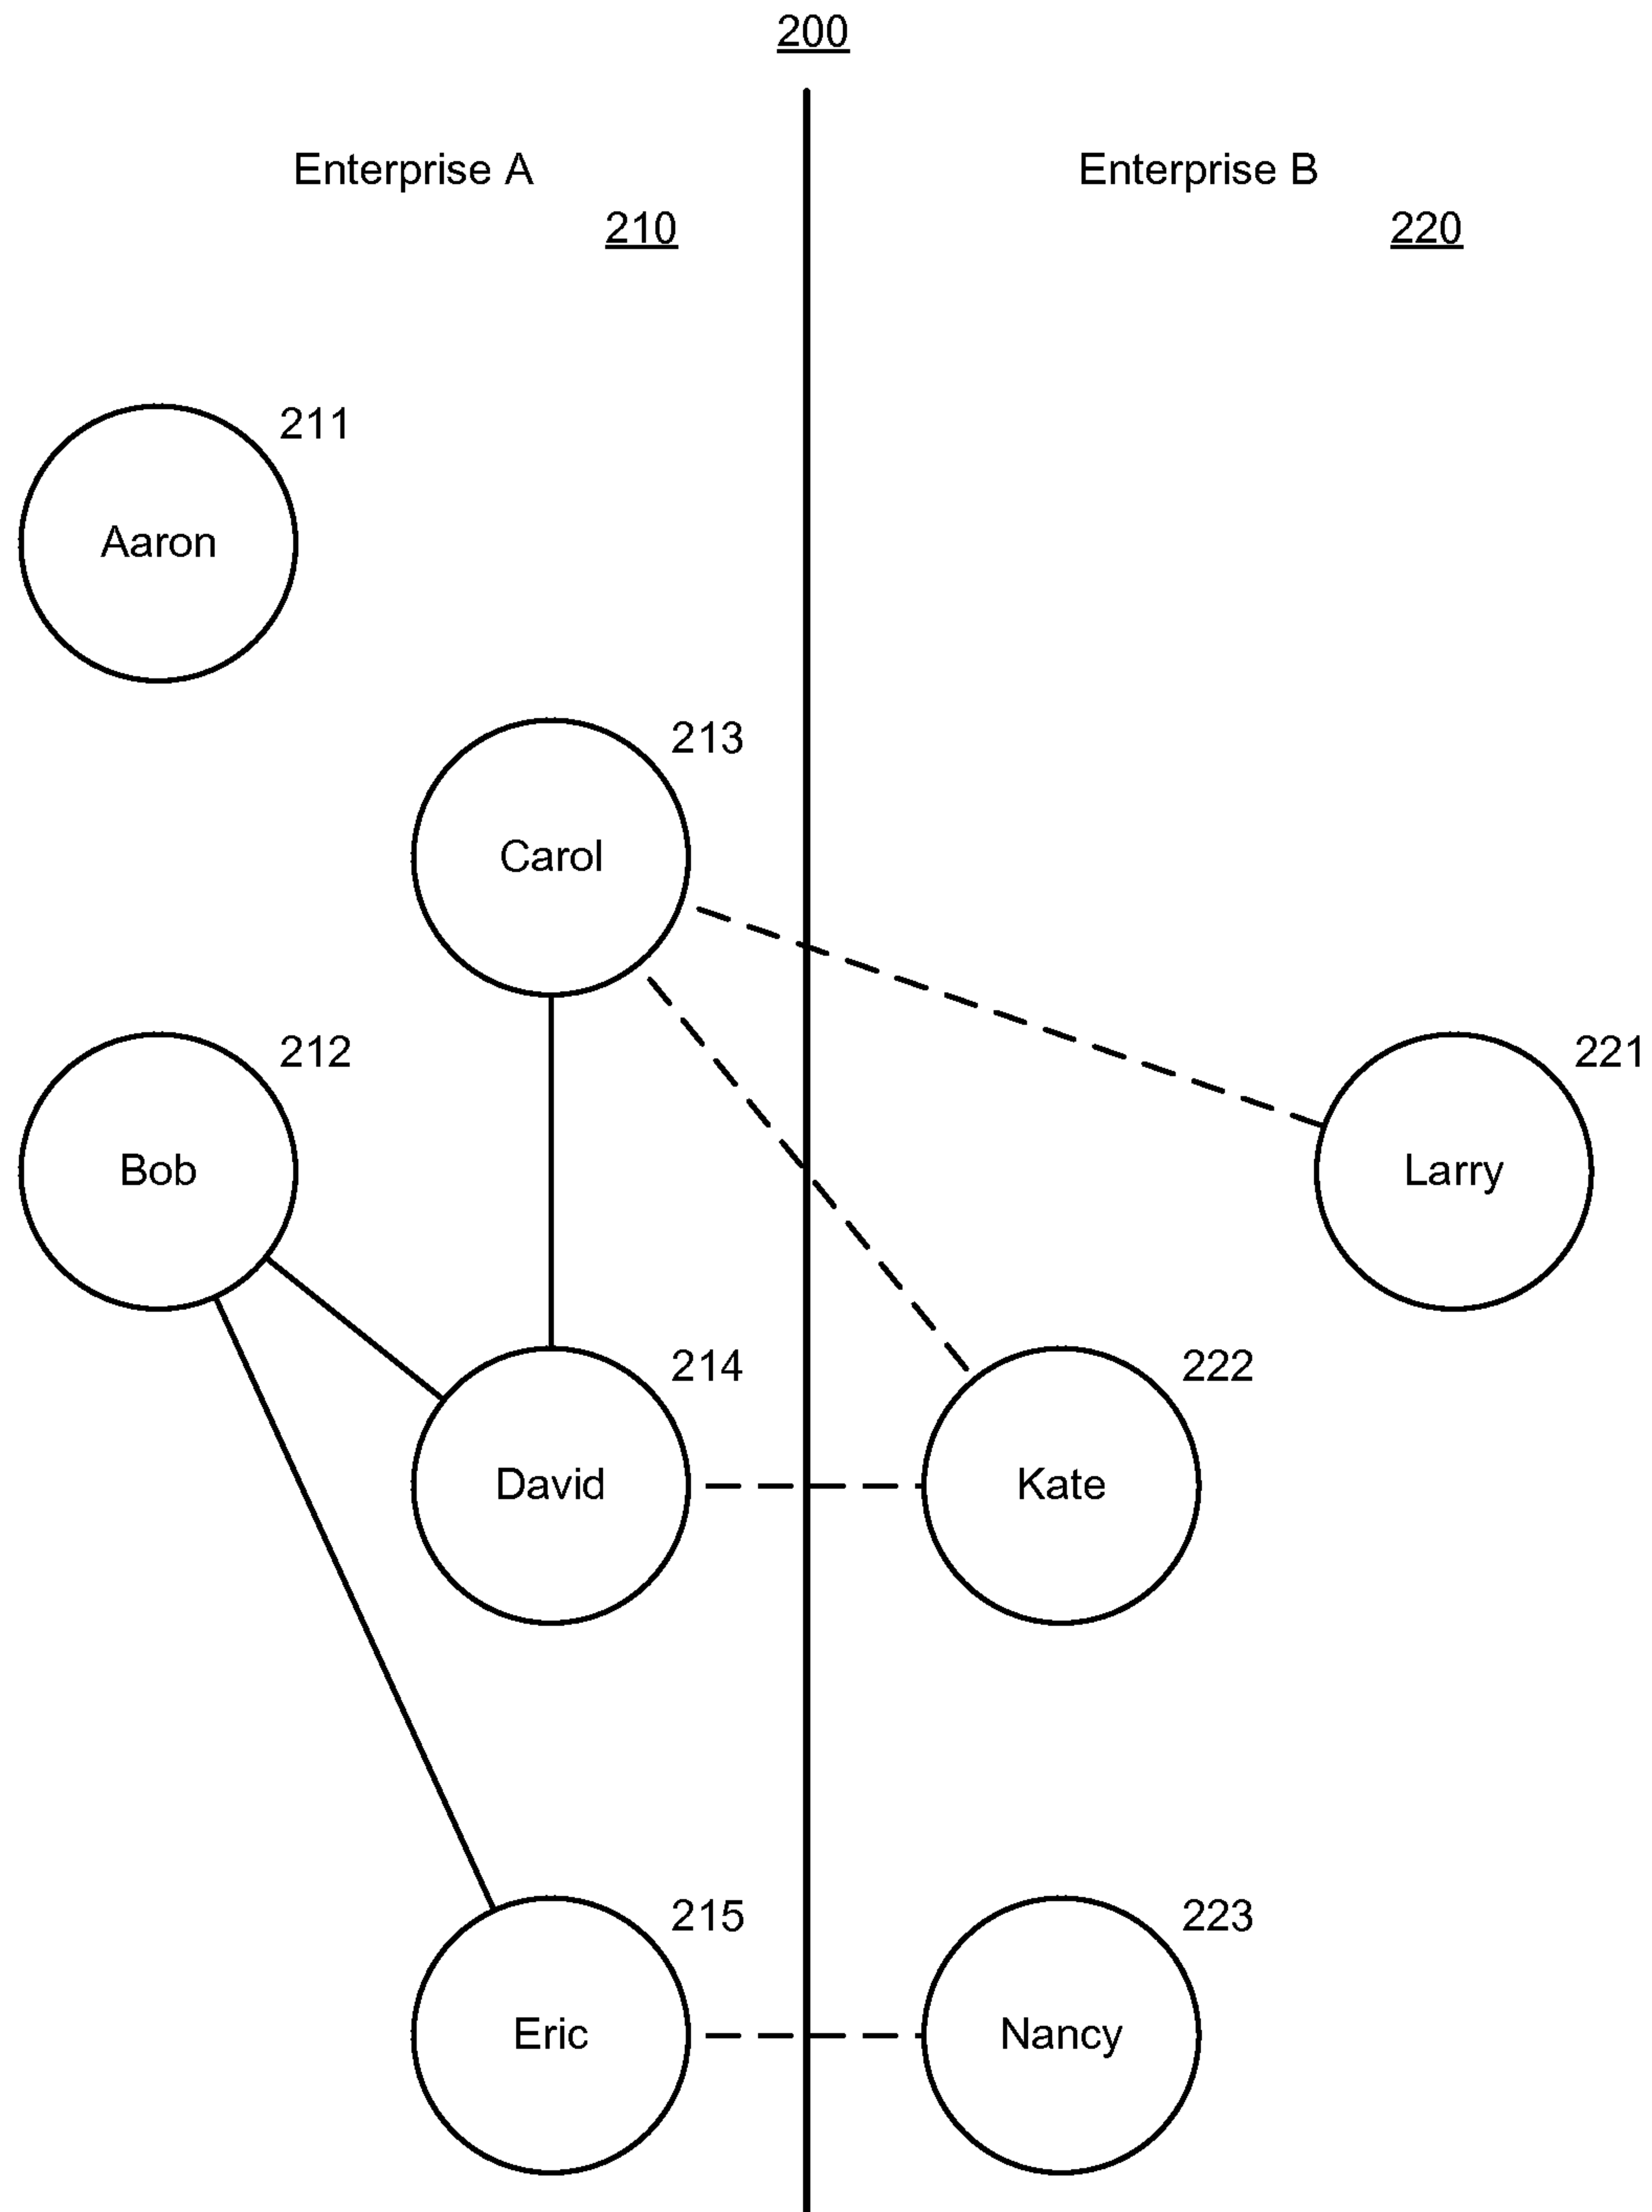 200
Enterprise A
Enterprise B
210
220
211
Aaron
213
Carol
212
221
Bob
Larry
214
222
David
Kate
215
223
Eric
Nancy